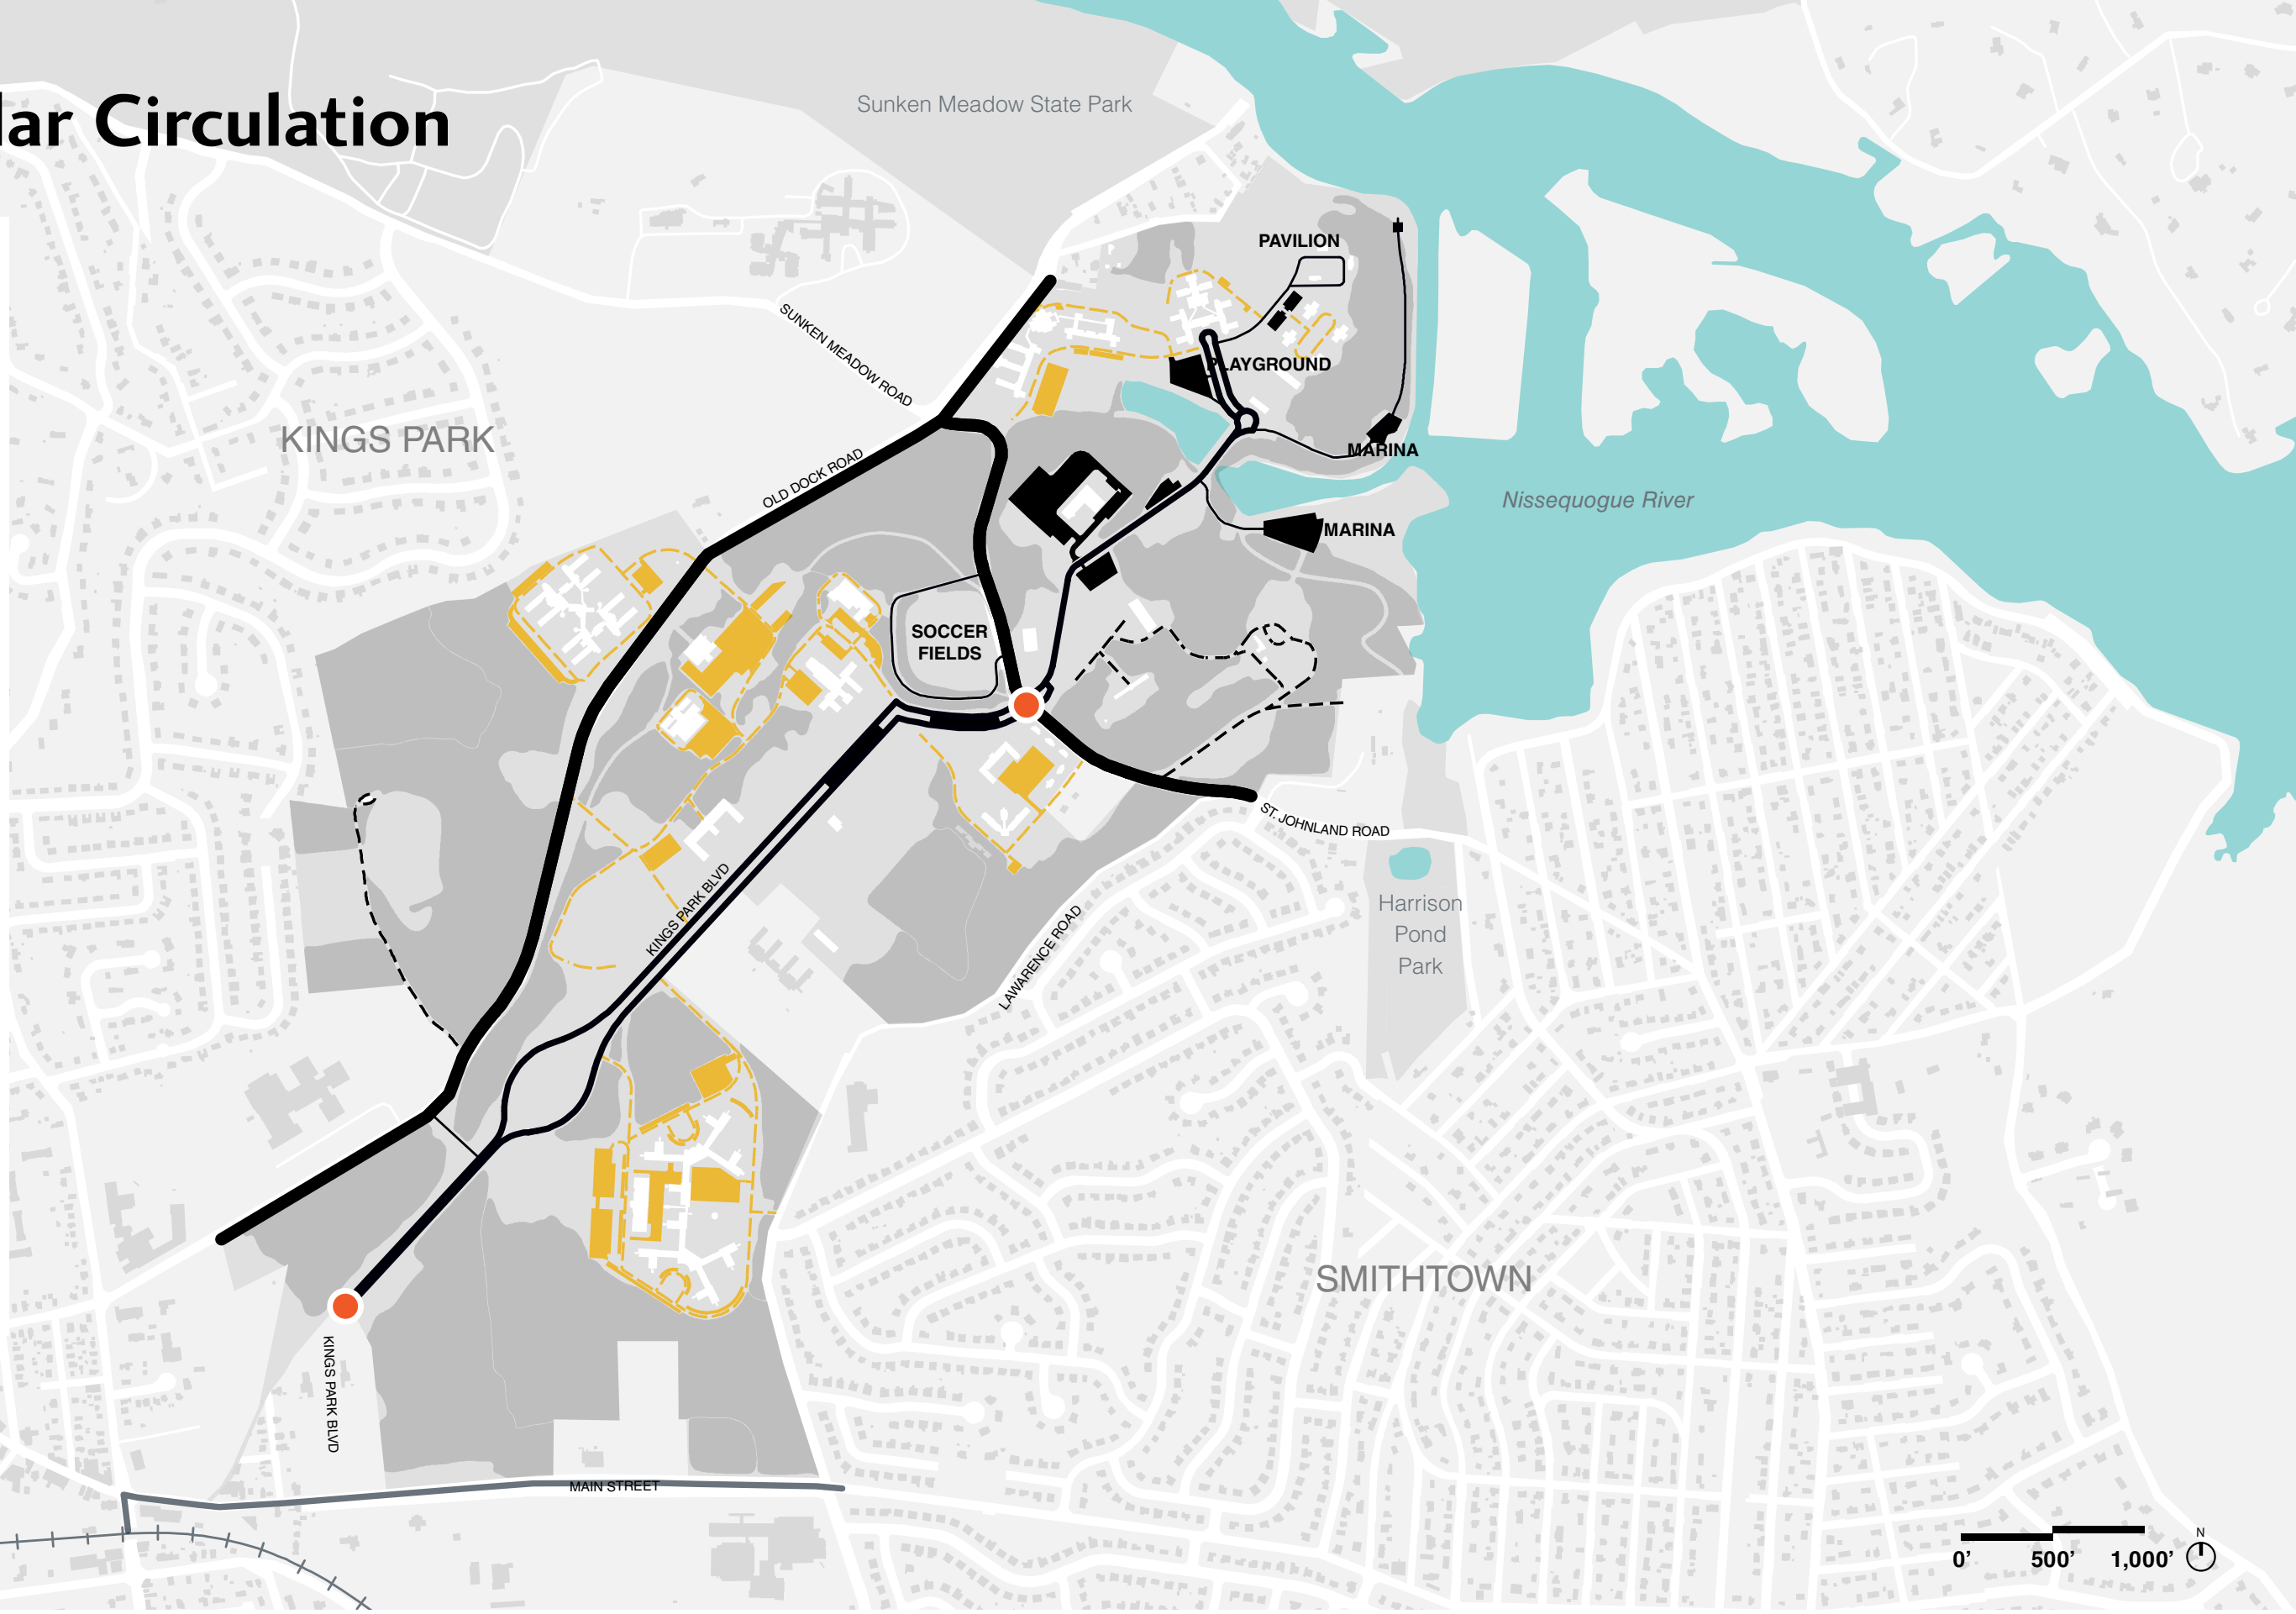 lar Circulation
Sunken Meadow State Park
PAVILION
SUNKEN MEADOW ROAD
PLAYGROUND
KINGS PARK
MARINA
OLD DOCK ROAD
Nissequogue River
MARINA
SOCCER
FIELDS
ST. JOHNLAND ROAD
KINGS PARK BLVD
Harrison
Pond
Park
LAWARENCE ROAD
SMITHTOWN
KINGS PARK BLVD
MAIN STREET
N
0' 500' 1,000'